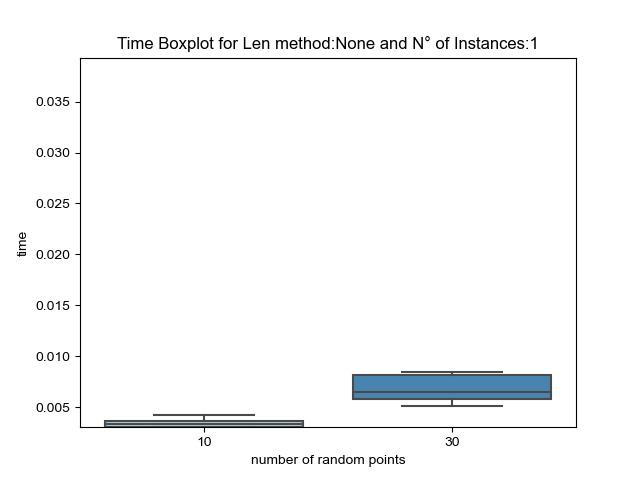 Time Boxplot for Len method:None and N° of Instances:1
0.035
0.030
0.025
0.020
0.015
0.010
0.005
time
10 30
number of random points